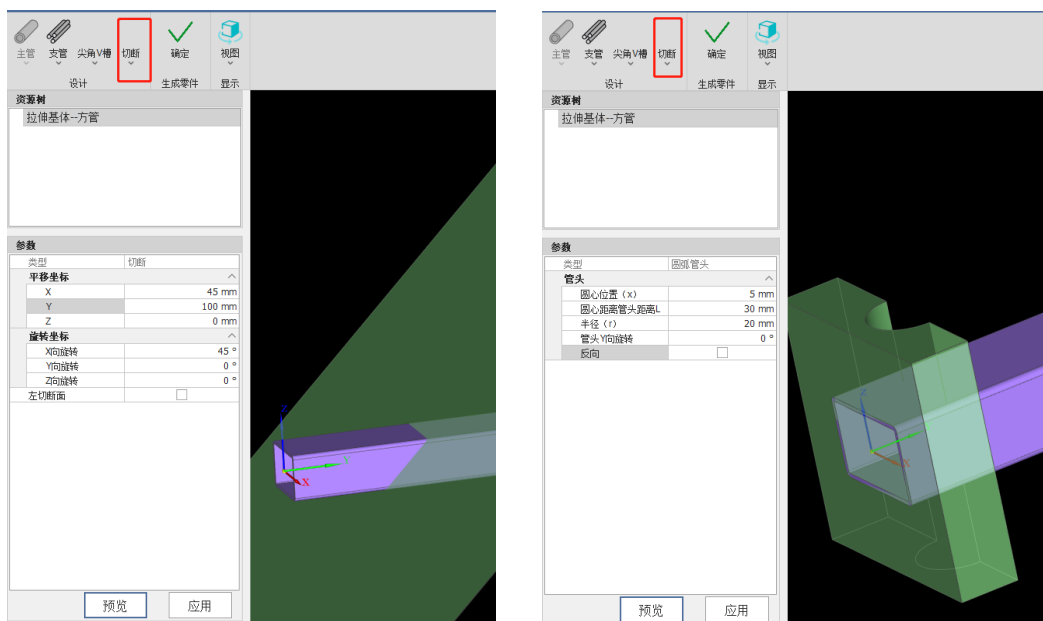 主管 支管 尖角V槽 切断 确定 视图
设计 生成零件 显示
资源树
拉伸基体--方管
参数
类型 切断
平移坐标
X 45 mm
Y 100 mm
Z 0 mm
旋转坐标
X向旋转 45 °
Y向旋转 0 °
Z向旋转 0 °
左切断面
预览 应用
Z
Y
X
主管 支管 尖角V槽 切断 确定 视图
设计 生成零件 显示
资源树
拉伸基体--方管
参数
类型 圆弧管头
管头
圆心位置（x） 5 mm
圆心距离管头距离L 30 mm
半径（r） 20 mm
管头Y向旋转 0 °
反向
预览 应用
Z
X